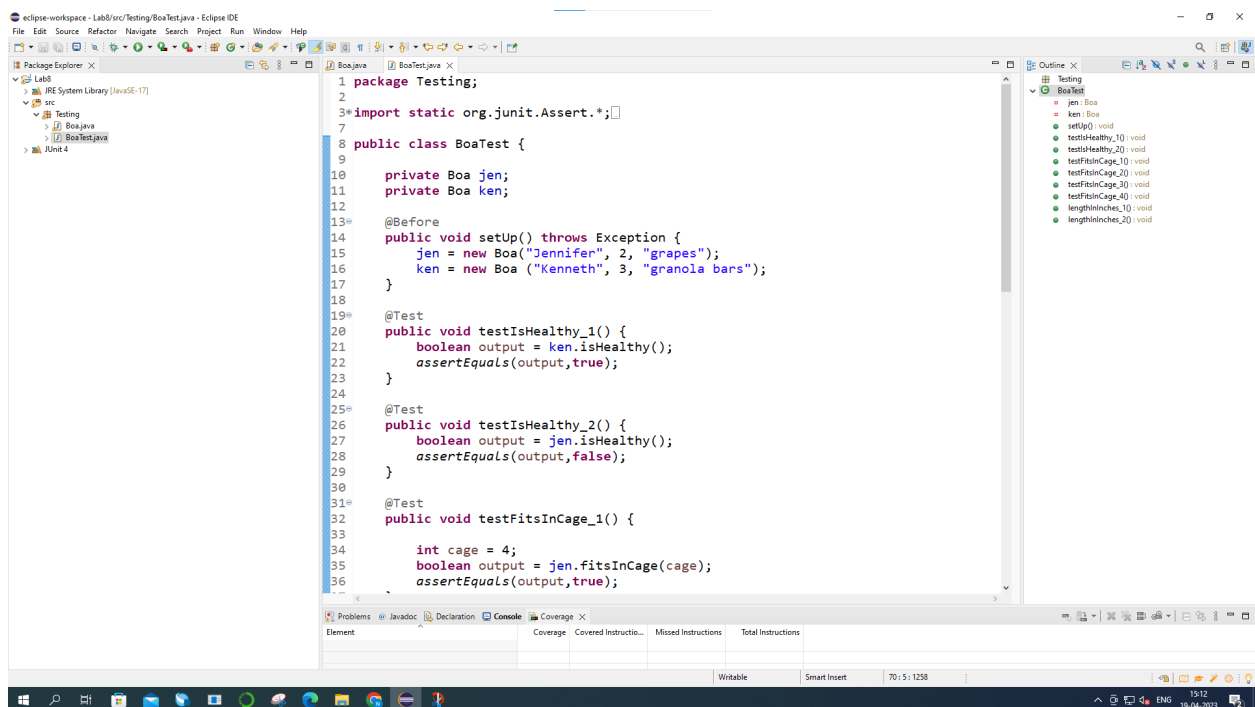 eclipse-workspace - Lab8/src/Testing/BoaTest.java - Eclipse IDE
File Edit Source Refactor Navigate Search Project Run Window Help
Package Explorer
Lab8
JRE System Library [JavaSE-17]
src
Testing
Boa.java
BoaTest.java
JUnit 4
Boa.java BoaTest.java
1 package Testing;
2
3 import static org.junit.Assert.*;
7
8 public class BoaTest {
9
10 private Boa jen;
11 private Boa ken;
12
13 @Before
14 public void setUp() throws Exception {
15 jen = new Boa("Jennifer", 2, "grapes");
16 ken = new Boa ("Kenneth", 3, "granola bars");
17 }
18
19 @Test
20 public void testIsHealthy_1() {
21 boolean output = ken.isHealthy();
22 assertEquals(output,true);
23 }
24
25 @Test
26 public void testIsHealthy_2() {
27 boolean output = jen.isHealthy();
28 assertEquals(output,false);
29 }
30
31 @Test
32 public void testFitsInCage_1() {
33
34 int cage = 4;
35 boolean output = jen.fitsInCage(cage);
36 assertEquals(output,true);
Outline
Testing
BoaTest
jen : Boa
ken : Boa
setUp() : void
testIsHealthy_1() : void
testIsHealthy_2() : void
testFitsInCage_1() : void
testFitsInCage_2() : void
testFitsInCage_3() : void
testFitsInCage_4() : void
lengthInInches_1() : void
lengthInInches_2() : void
Problems Javadoc Declaration Console Coverage
Element Coverage Covered Instructio... Missed Instructions Total Instructions
Writable Smart Insert 70 : 5 : 1258
ENG 15:12
19-04-2023